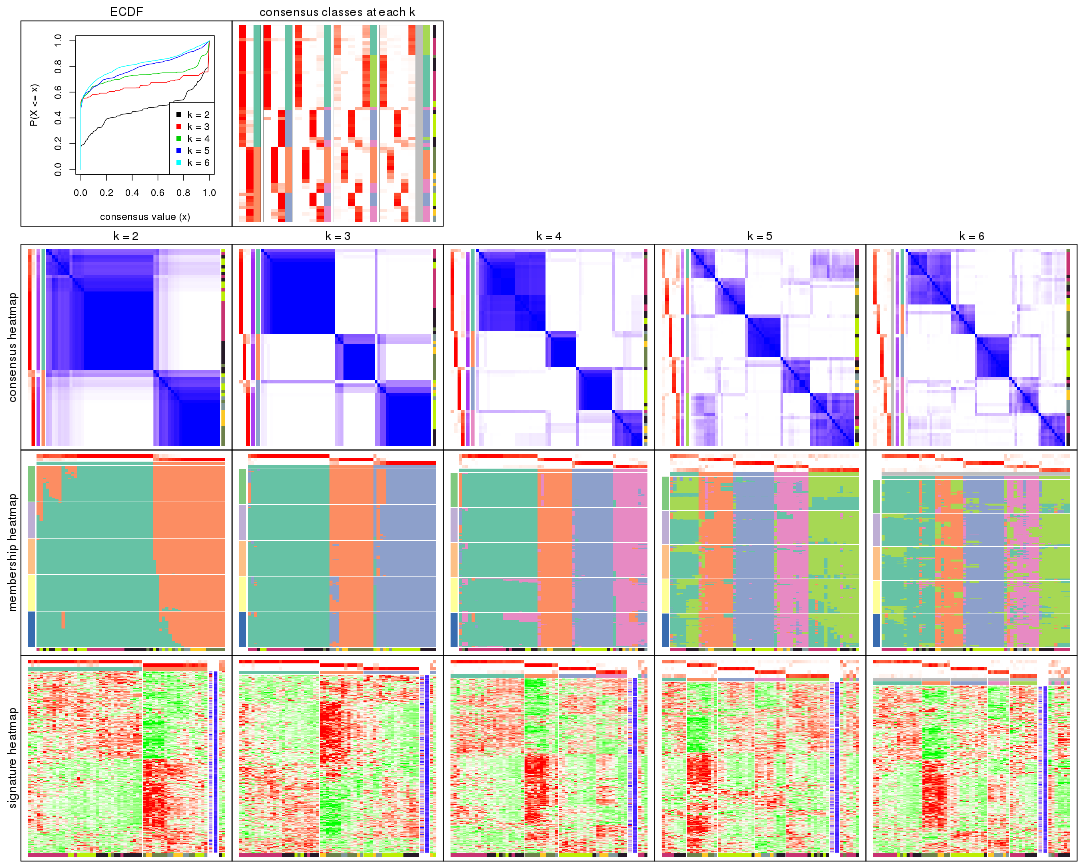 ECDF
consensus classes at each k
P(X <= x)
0.0 0.2 0.4 0.6 0.8 1.0
k = 2
k = 3
k = 4
k = 5
k = 6
0.0 0.2 0.4 0.6 0.8 1.0
consensus value (x)
k = 2 k = 3 k = 4 k = 5 k = 6
consensus heatmap
membership heatmap
signature heatmap